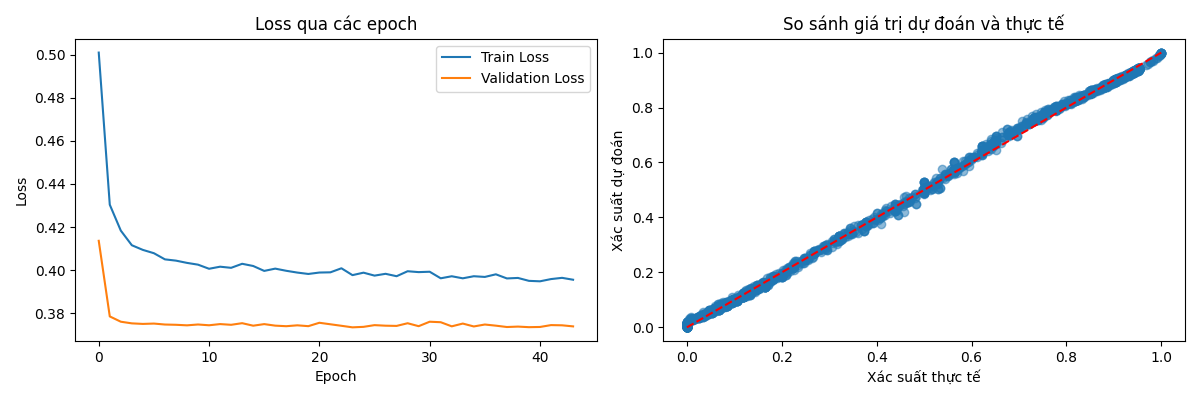 Loss qua các epoch
Loss
0.50
0.48
0.46
0.44
0.42
0.40
0.38
Train Loss
Validation Loss
0 10 20 30 40
Epoch
So sánh giá trị dự đoán và thực tế
Xác suất dự đoán
1.0
0.8
0.6
0.4
0.2
0.0
0.0 0.2 0.4 0.6 0.8 1.0
Xác suất thực tế